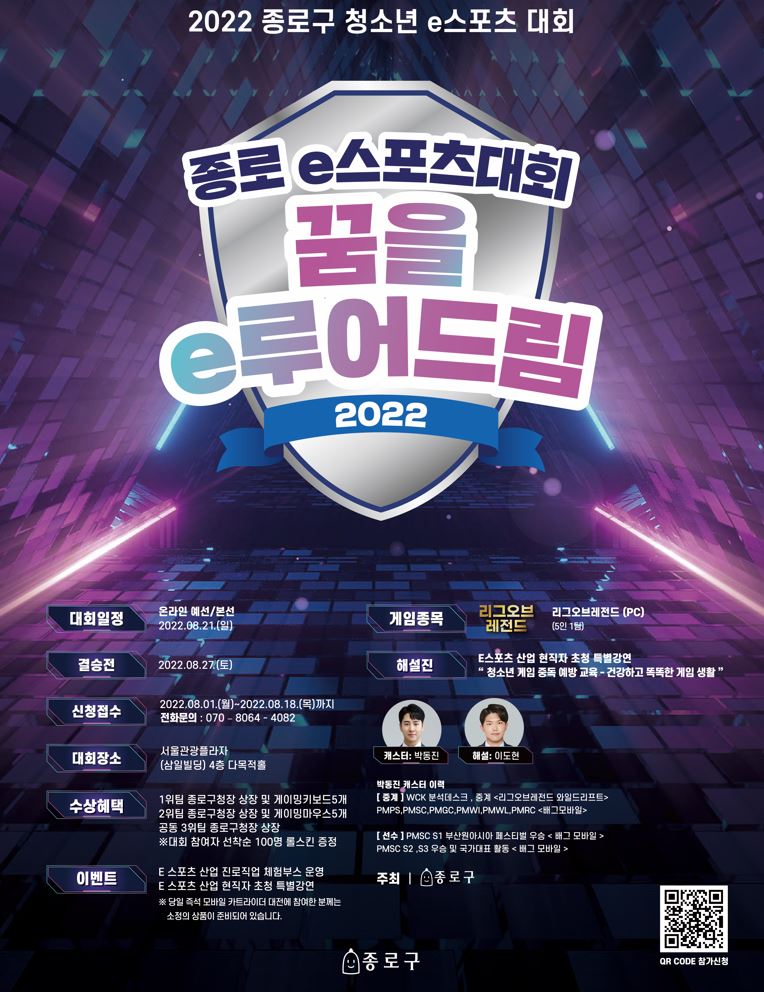 2022 종로구 청소년 e스포츠 대회
종로 e스포츠대회
꿈을
e루어드림
2022
대회일정
온라인 예선/본선
2022.08.21.(일)
결승전
2022.08.27.(토)
신청접수
2022.08.01.(월)~2022.08.18.(목)까지
전화문의 : 070 – 8064 - 4082
대회장소
서울관광플라자
(삼일빌딩) 4층 다목적홀
수상혜택
1위팀 종로구청장 상장 및 게이밍키보드5개
2위팀 종로구청장 상장 및 게이밍마우스5개
공동 3위팀 종로구청장 상장
※대회 참여자 선착순 100명 롤스킨 증정
이벤트
E 스포츠 산업 진로직업 체험부스 운영
E 스포츠 산업 현직자 초청 특별강연
※ 당일 즉석 모바일 카트라이더 대전에 참여한 분께는
소정의 상품이 준비되어 있습니다.
게임종목
리그오브
레전드
리그오브레전드 (PC)
(5인 1팀)
해설진
E스포츠 산업 현직자 초청 특별강연
“ 청소년 게임 중독 예방 교육 - 건강하고 똑똑한 게임 생활 ”
캐스터: 박동진
해설: 이도현
박동진 캐스터 이력
[ 중계 ] WCK 분석데스크 , 중계 <리그오브레전드 와일드리프트>
PMPS,PMSC,PMGC,PMWI,PMWL,PMRC <배그모바일>
[ 선수 ] PMSC S1 부산원아시아 페스티벌 우승 < 배그 모바일 >
PMSC S2 ,S3 우승 및 국가대표 활동 < 배그 모바일 >
주최 | 종로구
QR CODE 참가신청
종로구